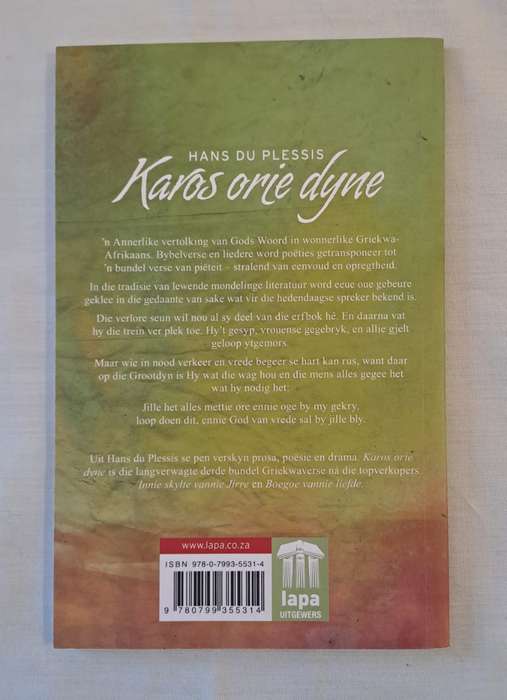 HANS DU PLESSIS
Karos orie dyne
'n Annerlike vertolking van Gods Woord in wonnerlike Griekwa-
Afrikaans. Bybelverse en liedere word poëties getransponeer tot
'n bundel verse van piëteit – stralend van eenvoud en opregtheid.
In die tradisie van lewende mondelinge literatuur word eeue oue gebeure
geklee in die gedaante van sake wat vir die hedendaagse spreker bekend is.
Die verlore seun wil nou al sy deel van die erfbok hê. En daarna vat
hy die trein ver plek toe. Hy't gesyp, vrouense gegebryk, en allie gjelt
geloop ytgemors.
Maar wie in nood verkeer en vrede begeer se hart kan rus, want daar
op die Grootdyn is Hy wat die wag hou en die mens alles gegee het
wat hy nodig het:
Jille het alles mettie ore ennie oge by my gekry,
loop doen dit, ennie God van vrede sal by jille bly.
Uit Hans du Plessis se pen verskyn prosa, poësie en drama. Karos orie
dyne is die langverwagte derde bundel Griekwaverse ná die topverkopers
Innie skylte vannie Jirre en Boegoe vannie liefde.
www.lapa.co.za
ISBN 978-0-7993-5531-4
9 780799 355314
lapa
UITGEWERS